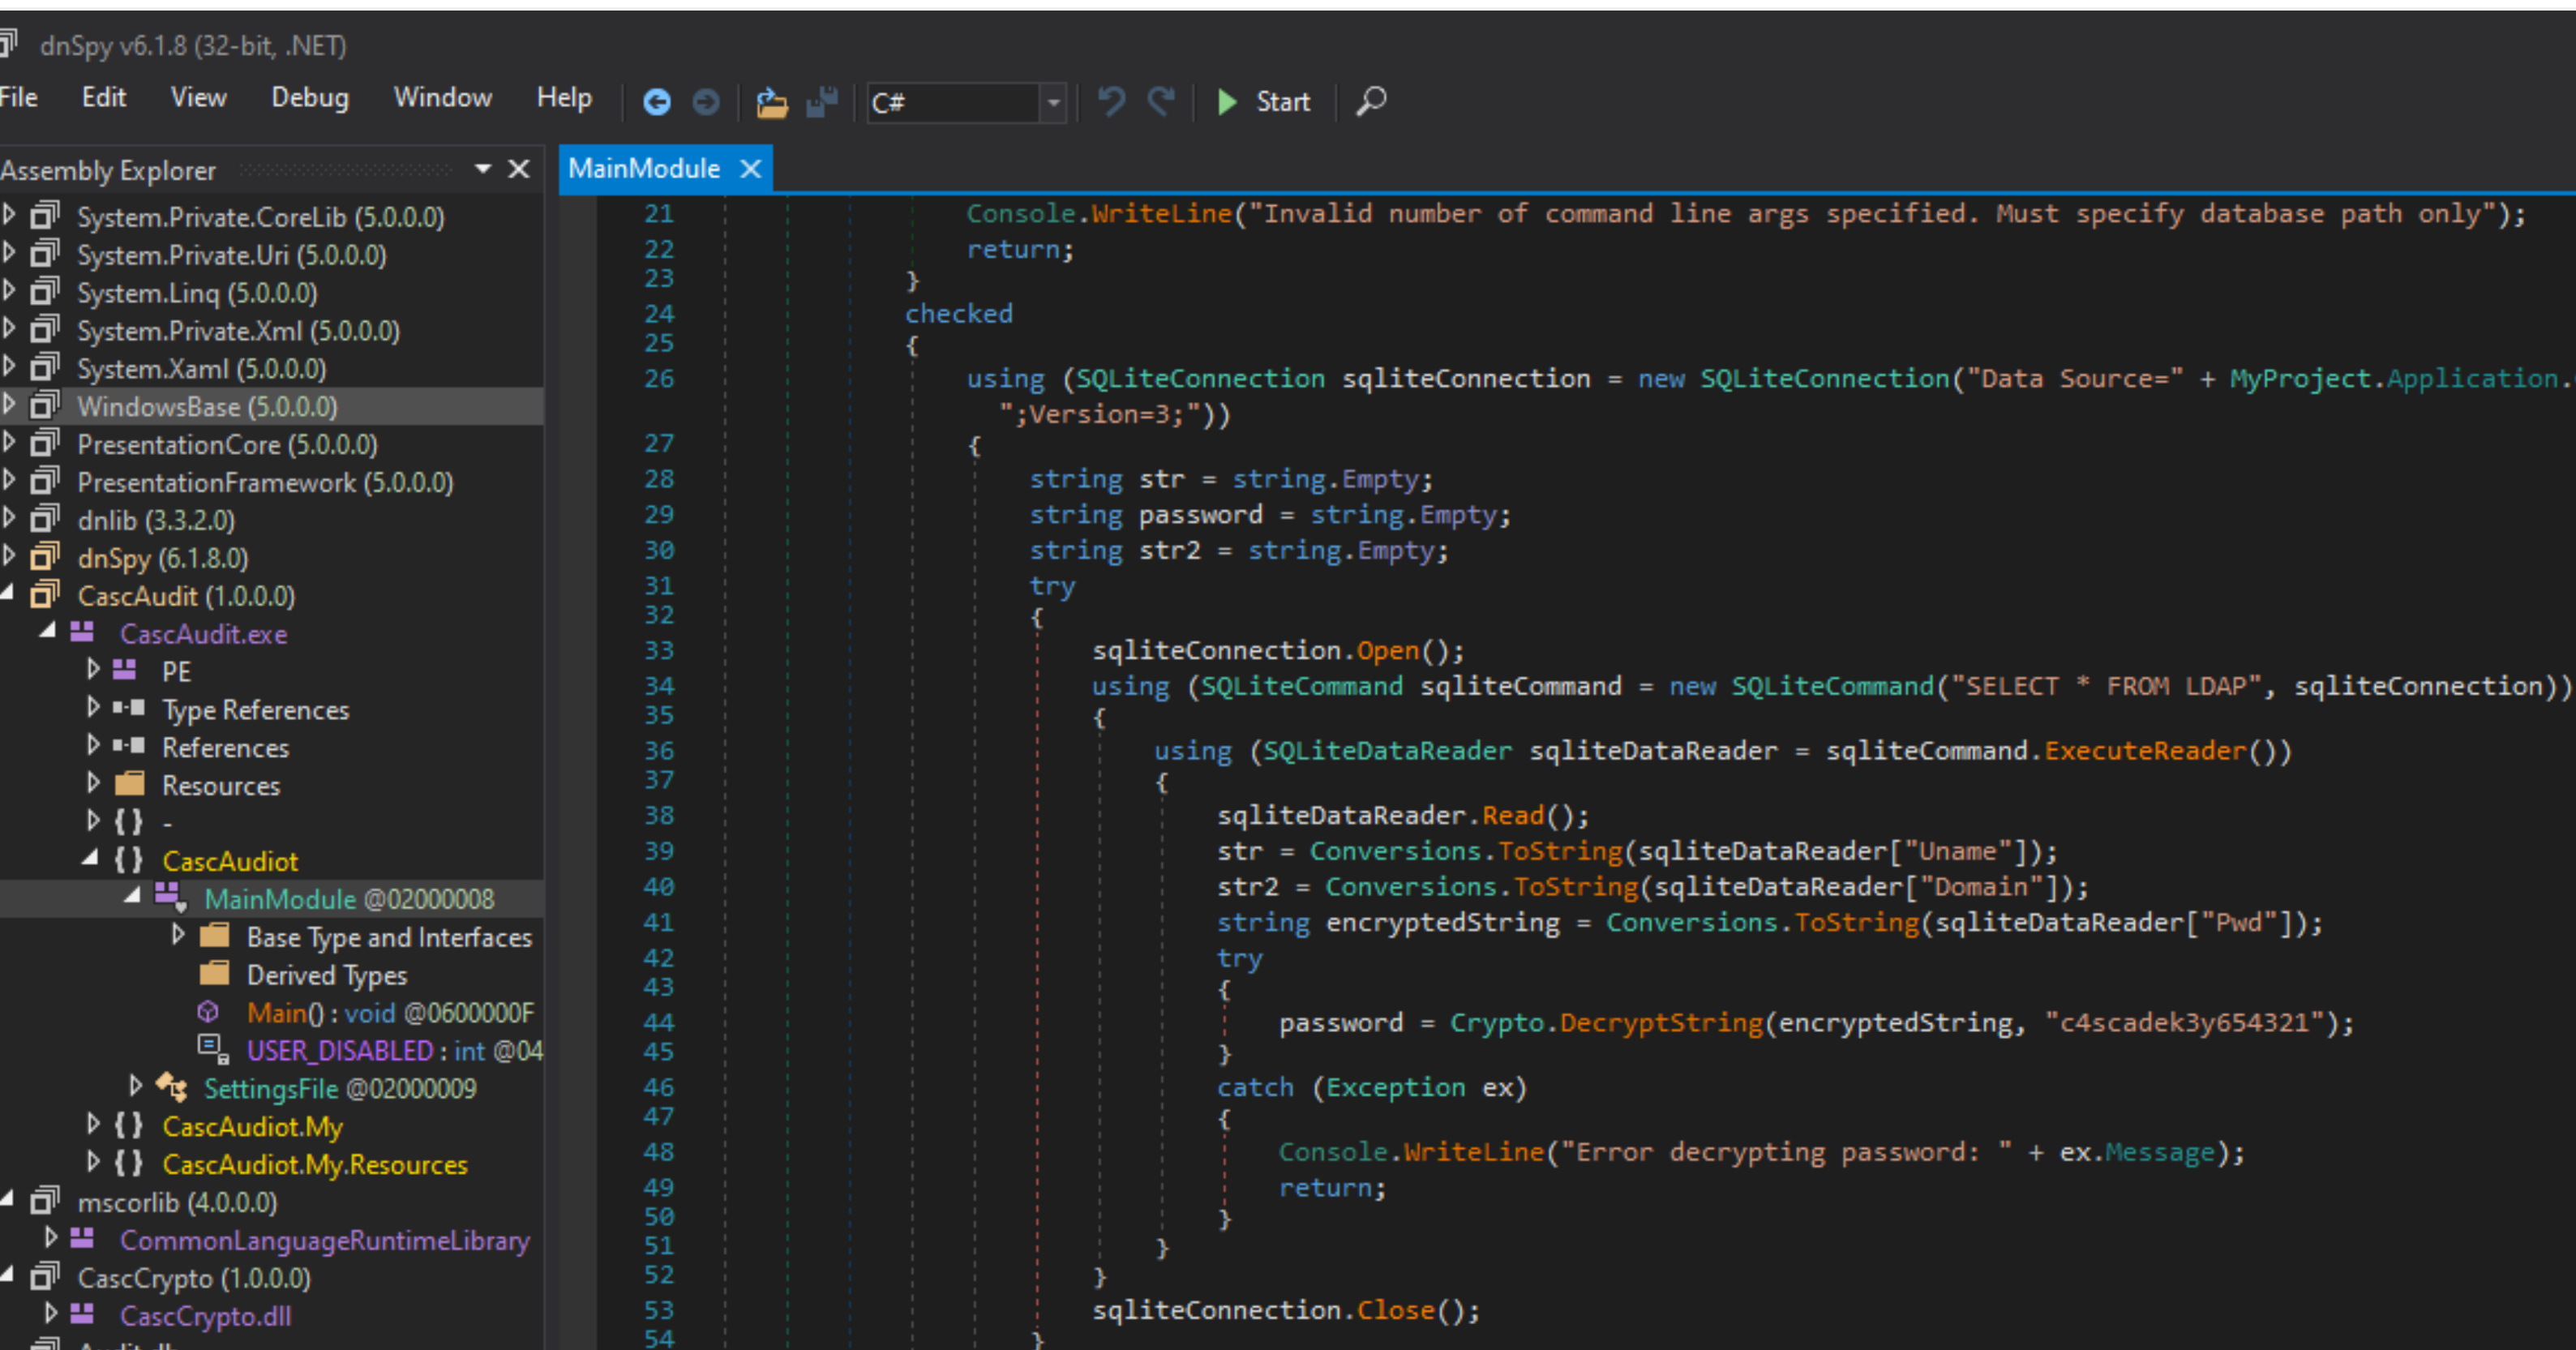 dnSpy v6.1.8 (32-bit, .NET)
File Edit View Debug Window Help C# Start
Assembly Explorer
System.Private.CoreLib (5.0.0.0)
System.Private.Uri (5.0.0.0)
System.Linq (5.0.0.0)
System.Private.Xml (5.0.0.0)
System.Xaml (5.0.0.0)
WindowsBase (5.0.0.0)
PresentationCore (5.0.0.0)
PresentationFramework (5.0.0.0)
dnlib (3.3.2.0)
dnSpy (6.1.8.0)
CascAudit (1.0.0.0)
CascAudit.exe
PE
Type References
References
Resources
{ } -
{ } CascAudiot
MainModule @02000008
Base Type and Interfaces
Derived Types
Main() : void @0600000F
USER_DISABLED : int @04
SettingsFile @02000009
{ } CascAudiot.My
{ } CascAudiot.My.Resources
mscorlib (4.0.0.0)
CommonLanguageRuntimeLibrary
CascCrypto (1.0.0.0)
CascCrypto.dll
MainModule
21 Console.WriteLine("Invalid number of command line args specified. Must specify database path only");
22 return;
23 }
24 checked
25 {
26 using (SQLiteConnection sqliteConnection = new SQLiteConnection("Data Source=" + MyProject.Application.
";Version=3;"))
27 {
28 string str = string.Empty;
29 string password = string.Empty;
30 string str2 = string.Empty;
31 try
32 {
33 sqliteConnection.Open();
34 using (SQLiteCommand sqliteCommand = new SQLiteCommand("SELECT * FROM LDAP", sqliteConnection))
35 {
36 using (SQLiteDataReader sqliteDataReader = sqliteCommand.ExecuteReader())
37 {
38 sqliteDataReader.Read();
39 str = Conversions.ToString(sqliteDataReader["Uname"]);
40 str2 = Conversions.ToString(sqliteDataReader["Domain"]);
41 string encryptedString = Conversions.ToString(sqliteDataReader["Pwd"]);
42 try
43 {
44 password = Crypto.DecryptString(encryptedString, "c4scadek3y654321");
45 }
46 catch (Exception ex)
47 {
48 Console.WriteLine("Error decrypting password: " + ex.Message);
49 return;
50 }
51 }
52 }
53 sqliteConnection.Close();
54 }